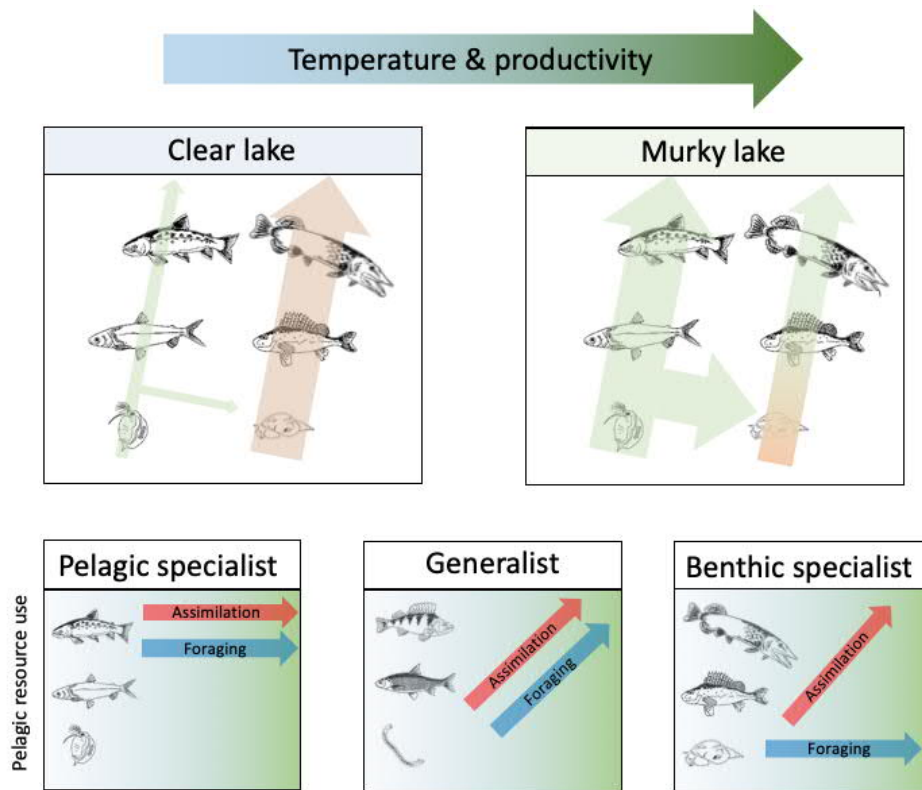 Temperature & productivity
Clear lake
Murky lake
Pelagic specialist
Generalist
Benthic specialist
Pelagic resource use
Assimilation
Foraging
Assimilation
Foraging
Assimilation
Foraging